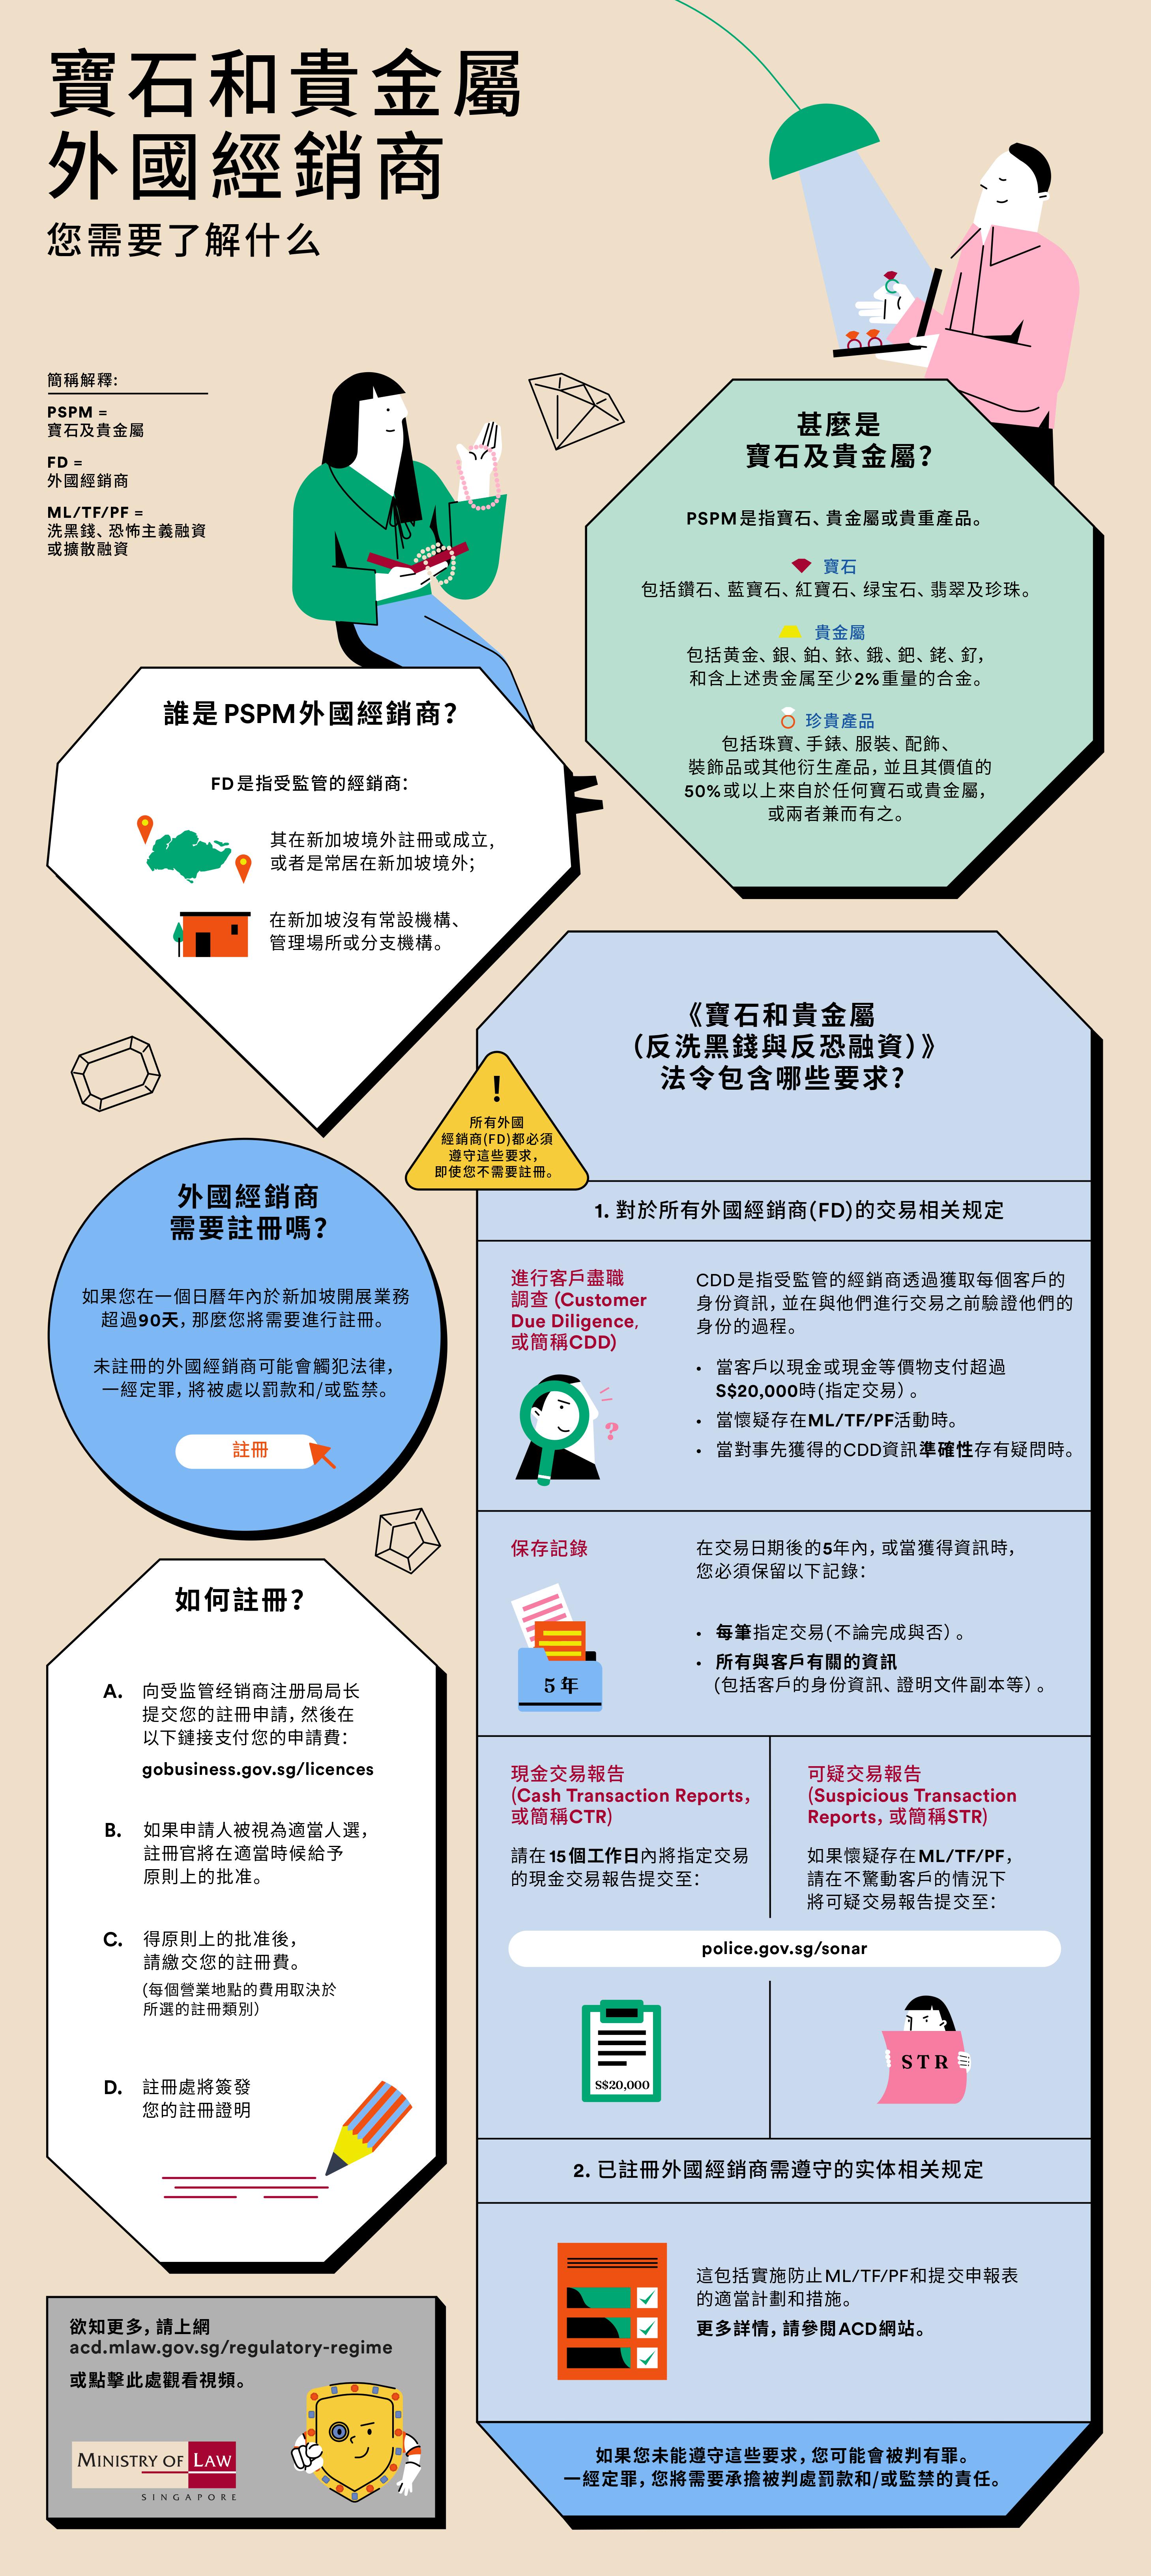 寶石和貴金屬
外國經銷商
您需要了解什么
簡稱解釋:
PSPM =
寶石及貴金屬
FD =
外國經銷商
ML/TF/PF =
洗黑錢、恐怖主義融資
或擴散融資
甚麼是
寶石及貴金屬?
PSPM是指寶石、貴金屬或貴重產品。
寶石
包括鑽石、藍寶石、紅寶石、绿宝石、翡翠及珍珠。
貴金屬
包括黄金、銀、鉑、銥、鋨、鈀、銠、釕,
和含上述贵金属至少2%重量的合金。
珍貴產品
包括珠寶、手錶、服裝、配飾、
裝飾品或其他衍生產品,並且其價值的
50%或以上來自於任何寶石或貴金屬,
或兩者兼而有之。
誰是PSPM外國經銷商?
FD是指受監管的經銷商:
其在新加坡境外註冊或成立,
或者是常居在新加坡境外;
在新加坡沒有常設機構、
管理場所或分支機構。
外國經銷商
需要註冊嗎?
如果您在一個日曆年內於新加坡開展業務
超過90天,那麼您將需要進行註冊。
未註冊的外國經銷商可能會觸犯法律,
一經定罪,將被處以罰款和/或監禁。
註冊
如何註冊?
A. 向受监管经销商注册局局长
提交您的註冊申請,然後在
以下鏈接支付您的申請費:
gobusiness.gov.sg/licences
B. 如果申請人被視為適當人選,
註冊官將在適當時候給予
原則上的批准。
C. 得原則上的批准後,
請繳交您的註冊費。
(每個營業地點的費用取決於
所選的註冊類別)
D. 註冊處將簽發
您的註冊證明
欲知更多,請上網
acd.mlaw.gov.sg/regulatory-regime
或點擊此處觀看視頻。
MINISTRY OF LAW
SINGAPORE
《寶石和貴金屬
(反洗黑錢與反恐融資)》
法令包含哪些要求?
!
所有外國
經銷商(FD)都必須
遵守這些要求,
即使您不需要註冊。
1. 對於所有外國經銷商(FD)的交易相关规定
進行客戶盡職
調查 (Customer
Due Diligence,
或簡稱CDD)
?
CDD是指受監管的經銷商透過獲取每個客戶的
身份資訊,並在與他們進行交易之前驗證他們的
身份的過程。
• 當客戶以現金或現金等價物支付超過
S$20,000時(指定交易)。
• 當懷疑存在ML/TF/PF活動時。
• 當對事先獲得的CDD資訊準確性存有疑問時。
保存記錄
5 年
在交易日期後的5年內,或當獲得資訊時,
您必須保留以下記錄:
• 每筆指定交易(不論完成與否)。
• 所有與客戶有關的資訊
(包括客戶的身份資訊、證明文件副本等)。
現金交易報告
(Cash Transaction Reports,
或簡稱CTR)
請在15個工作日內將指定交易
的現金交易報告提交至:
可疑交易報告
(Suspicious Transaction
Reports, 或簡稱STR)
如果懷疑存在ML/TF/PF,
請在不驚動客戶的情況下
將可疑交易報告提交至:
police.gov.sg/sonar
S$20,000
STR
2. 已註冊外國經銷商需遵守的实体相关规定
這包括實施防止ML/TF/PF和提交申報表
的適當計劃和措施。
更多詳情,請參閱ACD網站。
如果您未能遵守這些要求,您可能會被判有罪。
一經定罪,您將需要承擔被判處罰款和/或監禁的責任。